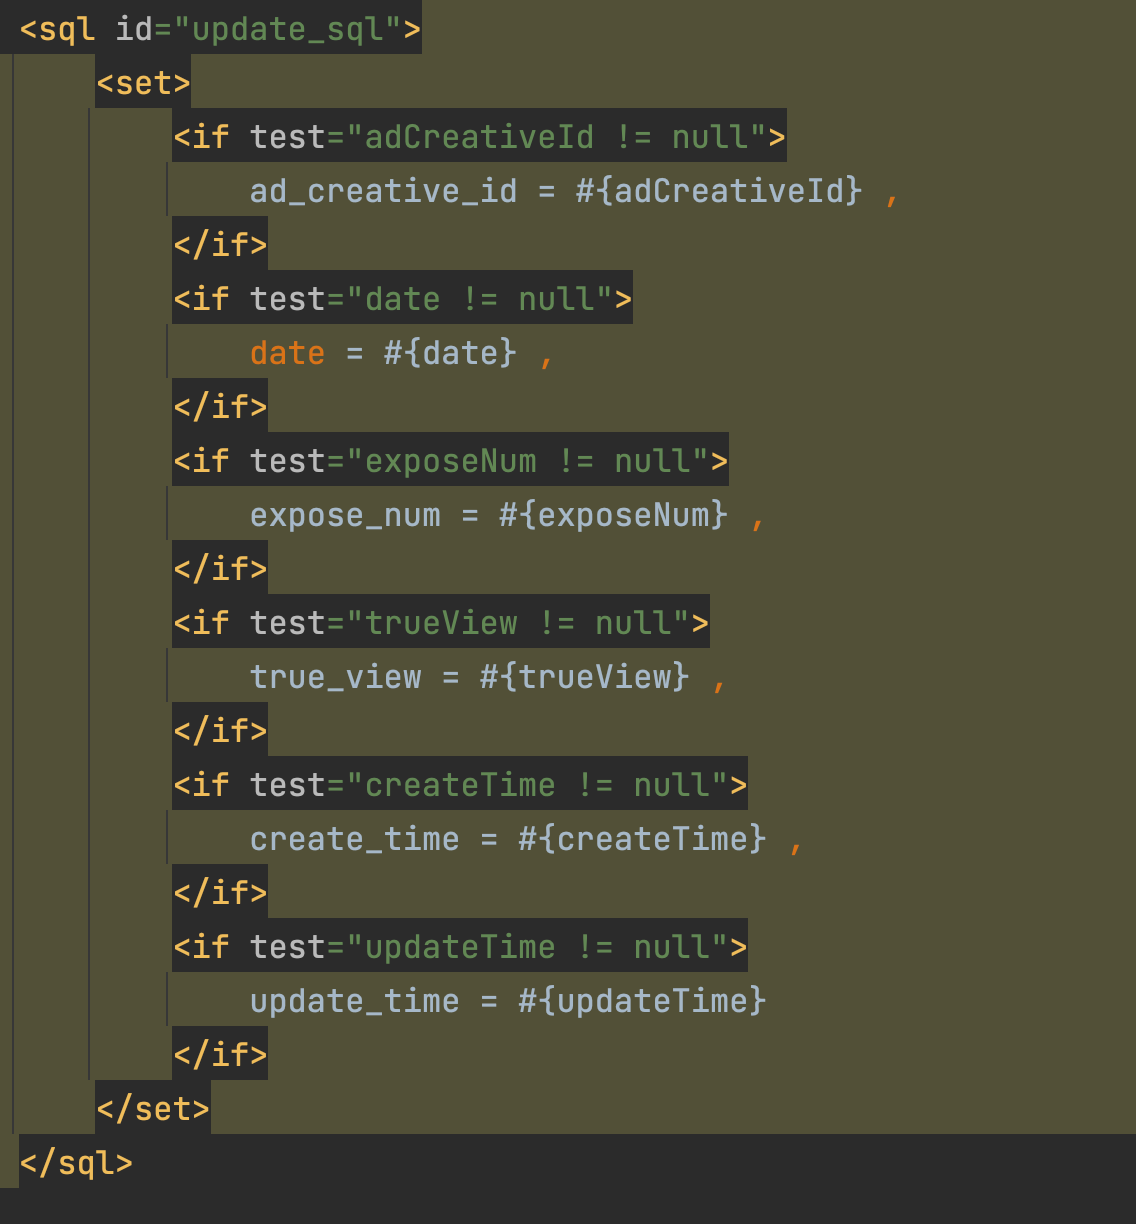 <sql id="update_sql">
<set>
<if test="adCreativeId != null">
ad_creative_id = #{adCreativeId} ,
</if>
<if test="date != null">
date = #{date} ,
</if>
<if test="exposeNum != null">
expose_num = #{exposeNum} ,
</if>
<if test="trueView != null">
true_view = #{trueView} ,
</if>
<if test="createTime != null">
create_time = #{createTime} ,
</if>
<if test="updateTime != null">
update_time = #{updateTime}
</if>
</set>
</sql>